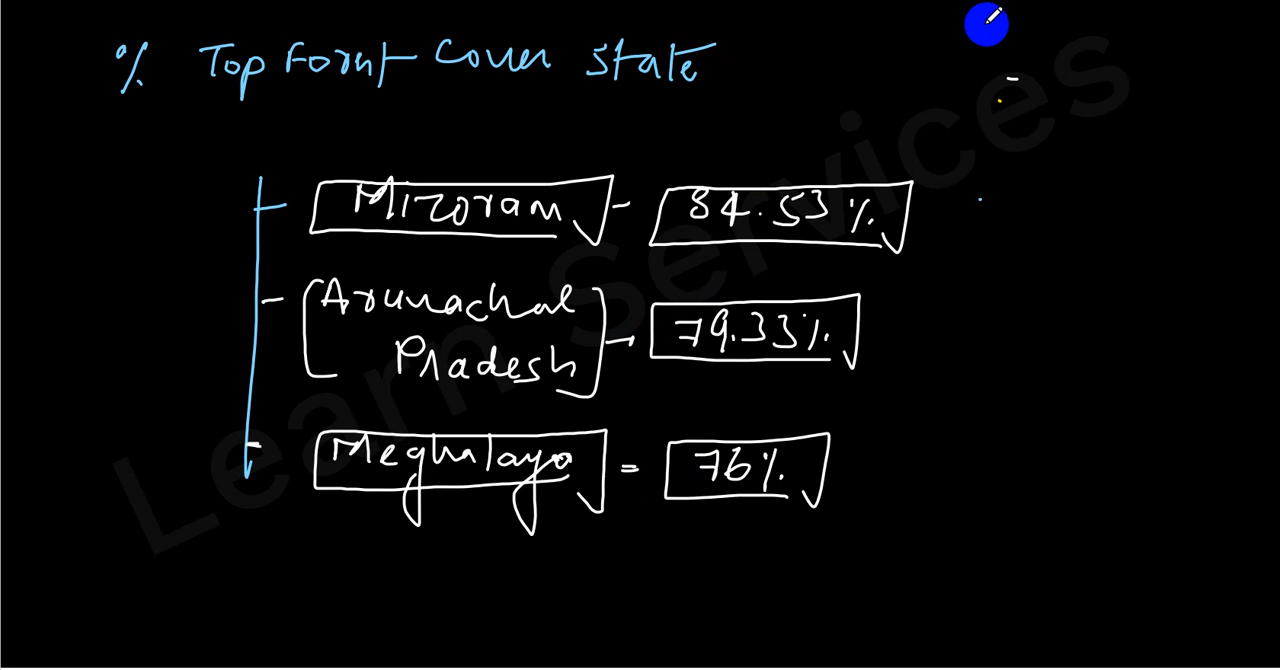 % Top Forest Cover State
- Mizoram - 84.53%
- Arunachal
Pradesh → 79.33%
- Meghalaya = 76%
Learn Services